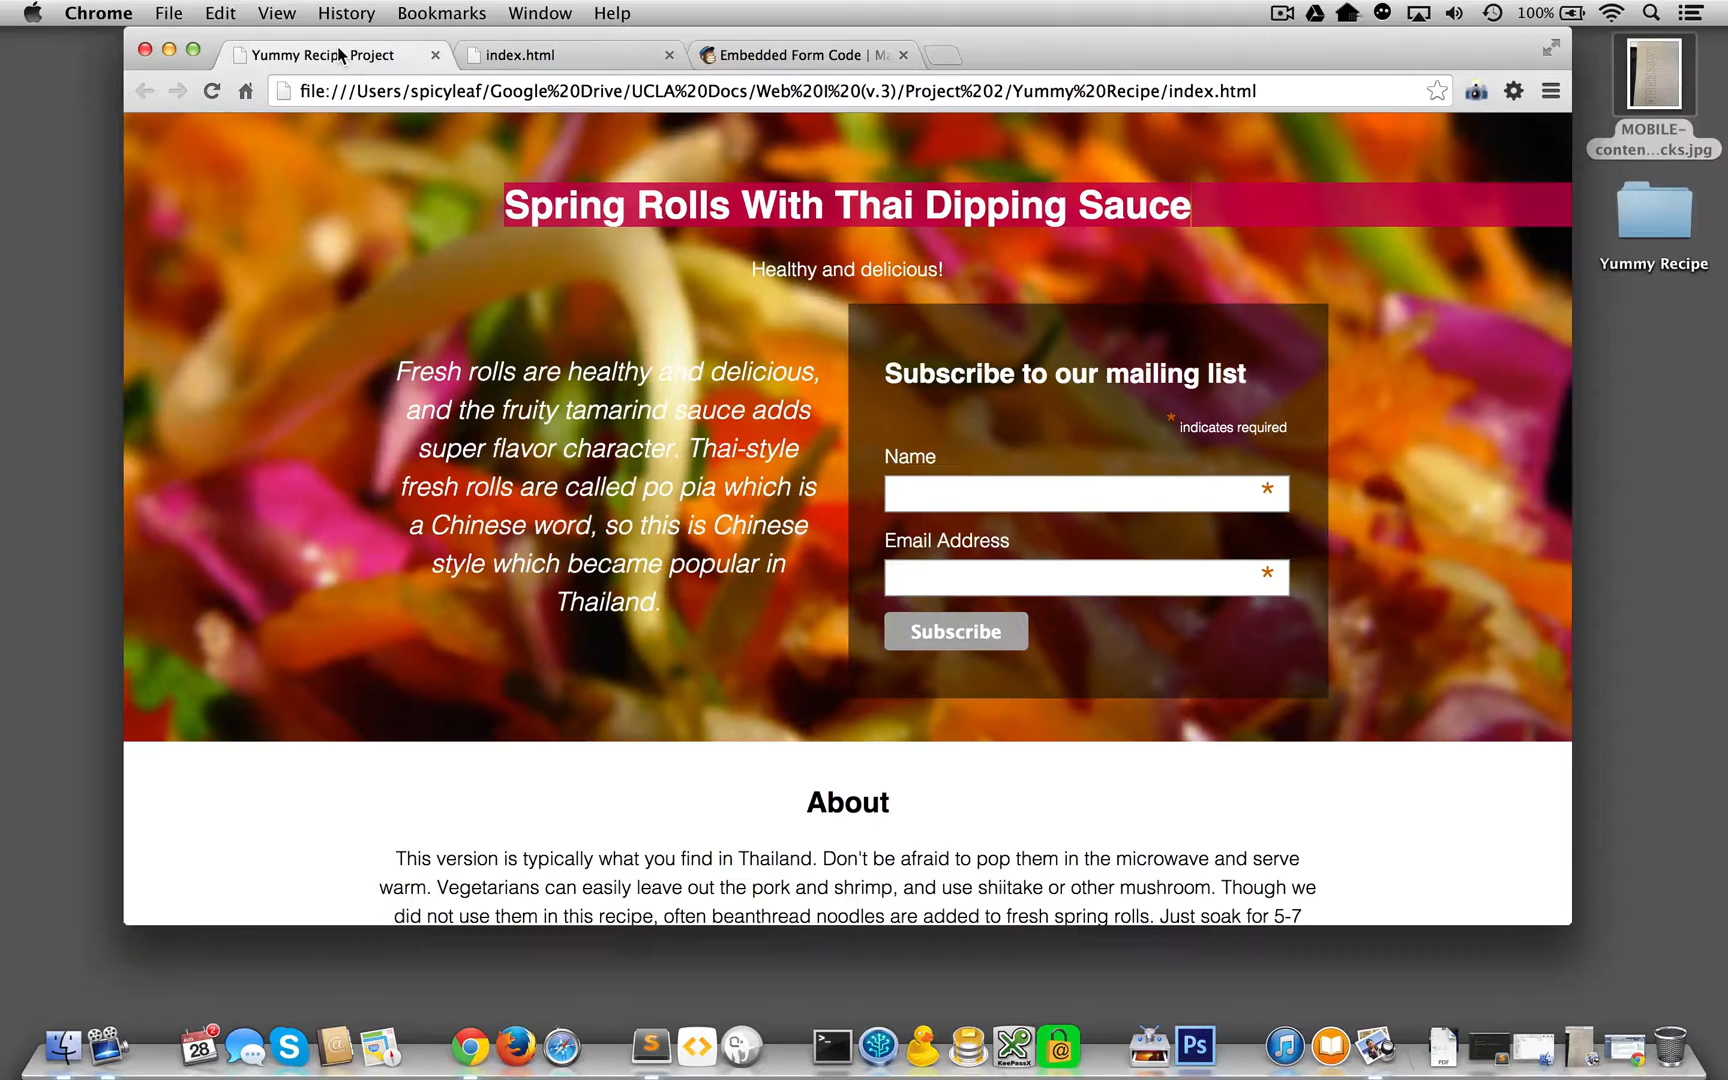 Chrome File Edit View History Bookmarks Window Help 100%
Yummy Recipe Project index.html Embedded Form Code | Ma
file:///Users/spicyleaf/Google%20Drive/UCLA%20Docs/Web%20I%20(v.3)/Project%202/Yummy%20Recipe/index.html
MOBILE-
conten...cks.jpg
Yummy Recipe
Spring Rolls With Thai Dipping Sauce
Healthy and delicious!
Fresh rolls are healthy and delicious,
and the fruity tamarind sauce adds
super flavor character. Thai-style
fresh rolls are called po pia which is
a Chinese word, so this is Chinese
style which became popular in
Thailand.
Subscribe to our mailing list
* indicates required
Name
*
Email Address
*
Subscribe
About
This version is typically what you find in Thailand. Don't be afraid to pop them in the microwave and serve
warm. Vegetarians can easily leave out the pork and shrimp, and use shiitake or other mushroom. Though we
did not use them in this recipe, often beanthread noodles are added to fresh spring rolls. Just soak for 5-7
2
28
Ps
KeePassX
PDF